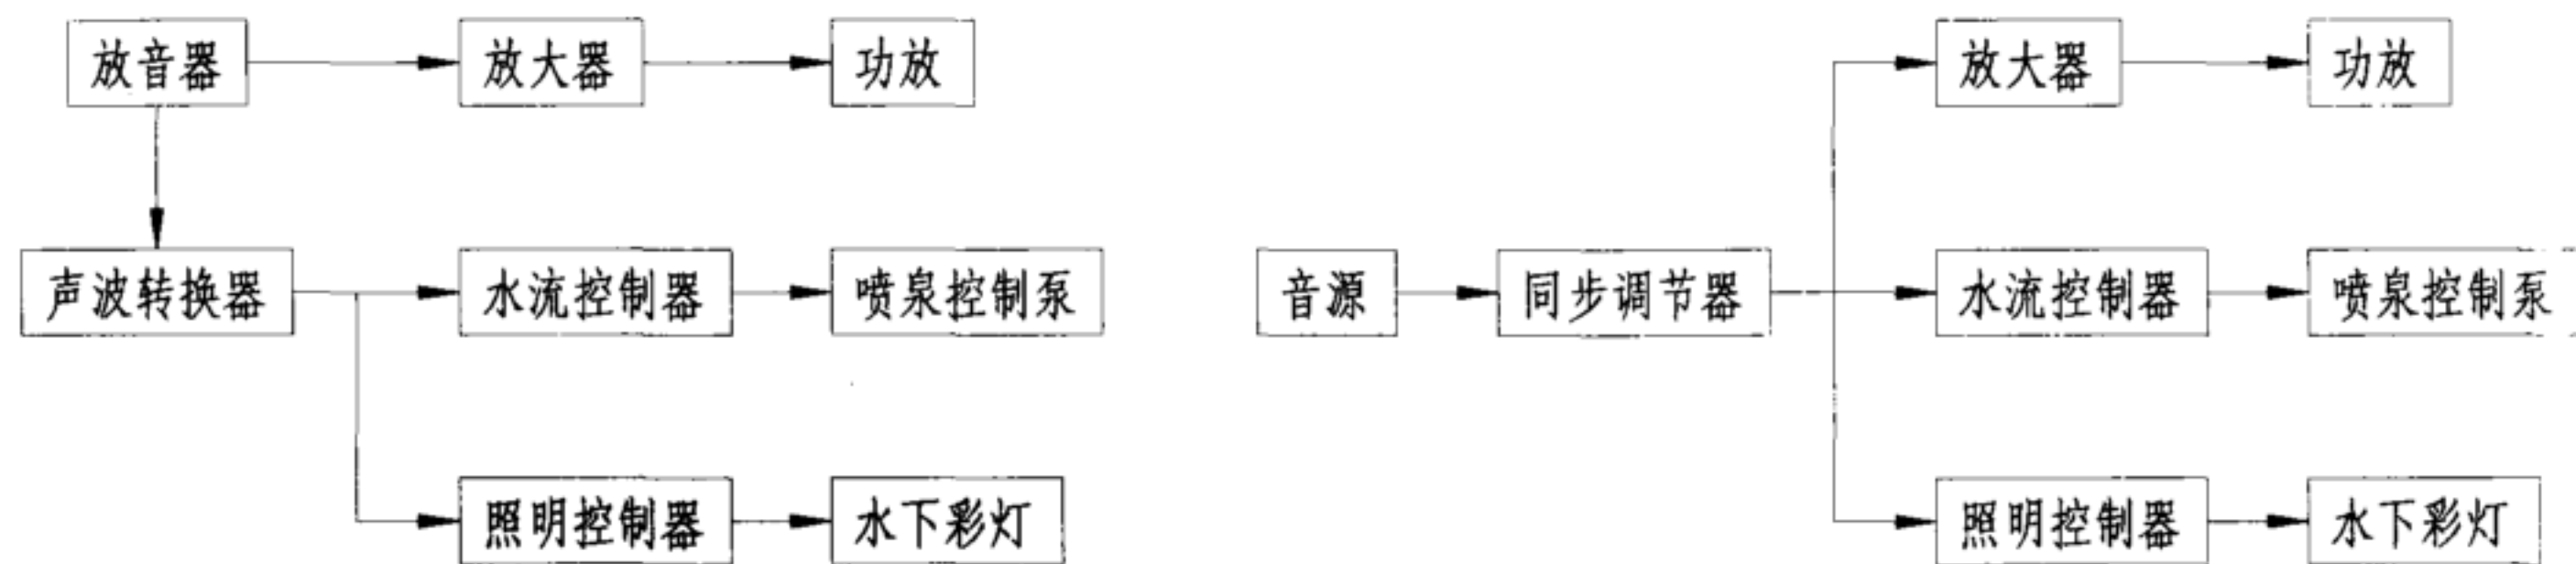 放音器
放大器
功放
声波转换器
水流控制器
喷泉控制泵
照明控制器
水下彩灯
音源
同步调节器
放大器
功放
水流控制器
喷泉控制泵
照明控制器
水下彩灯